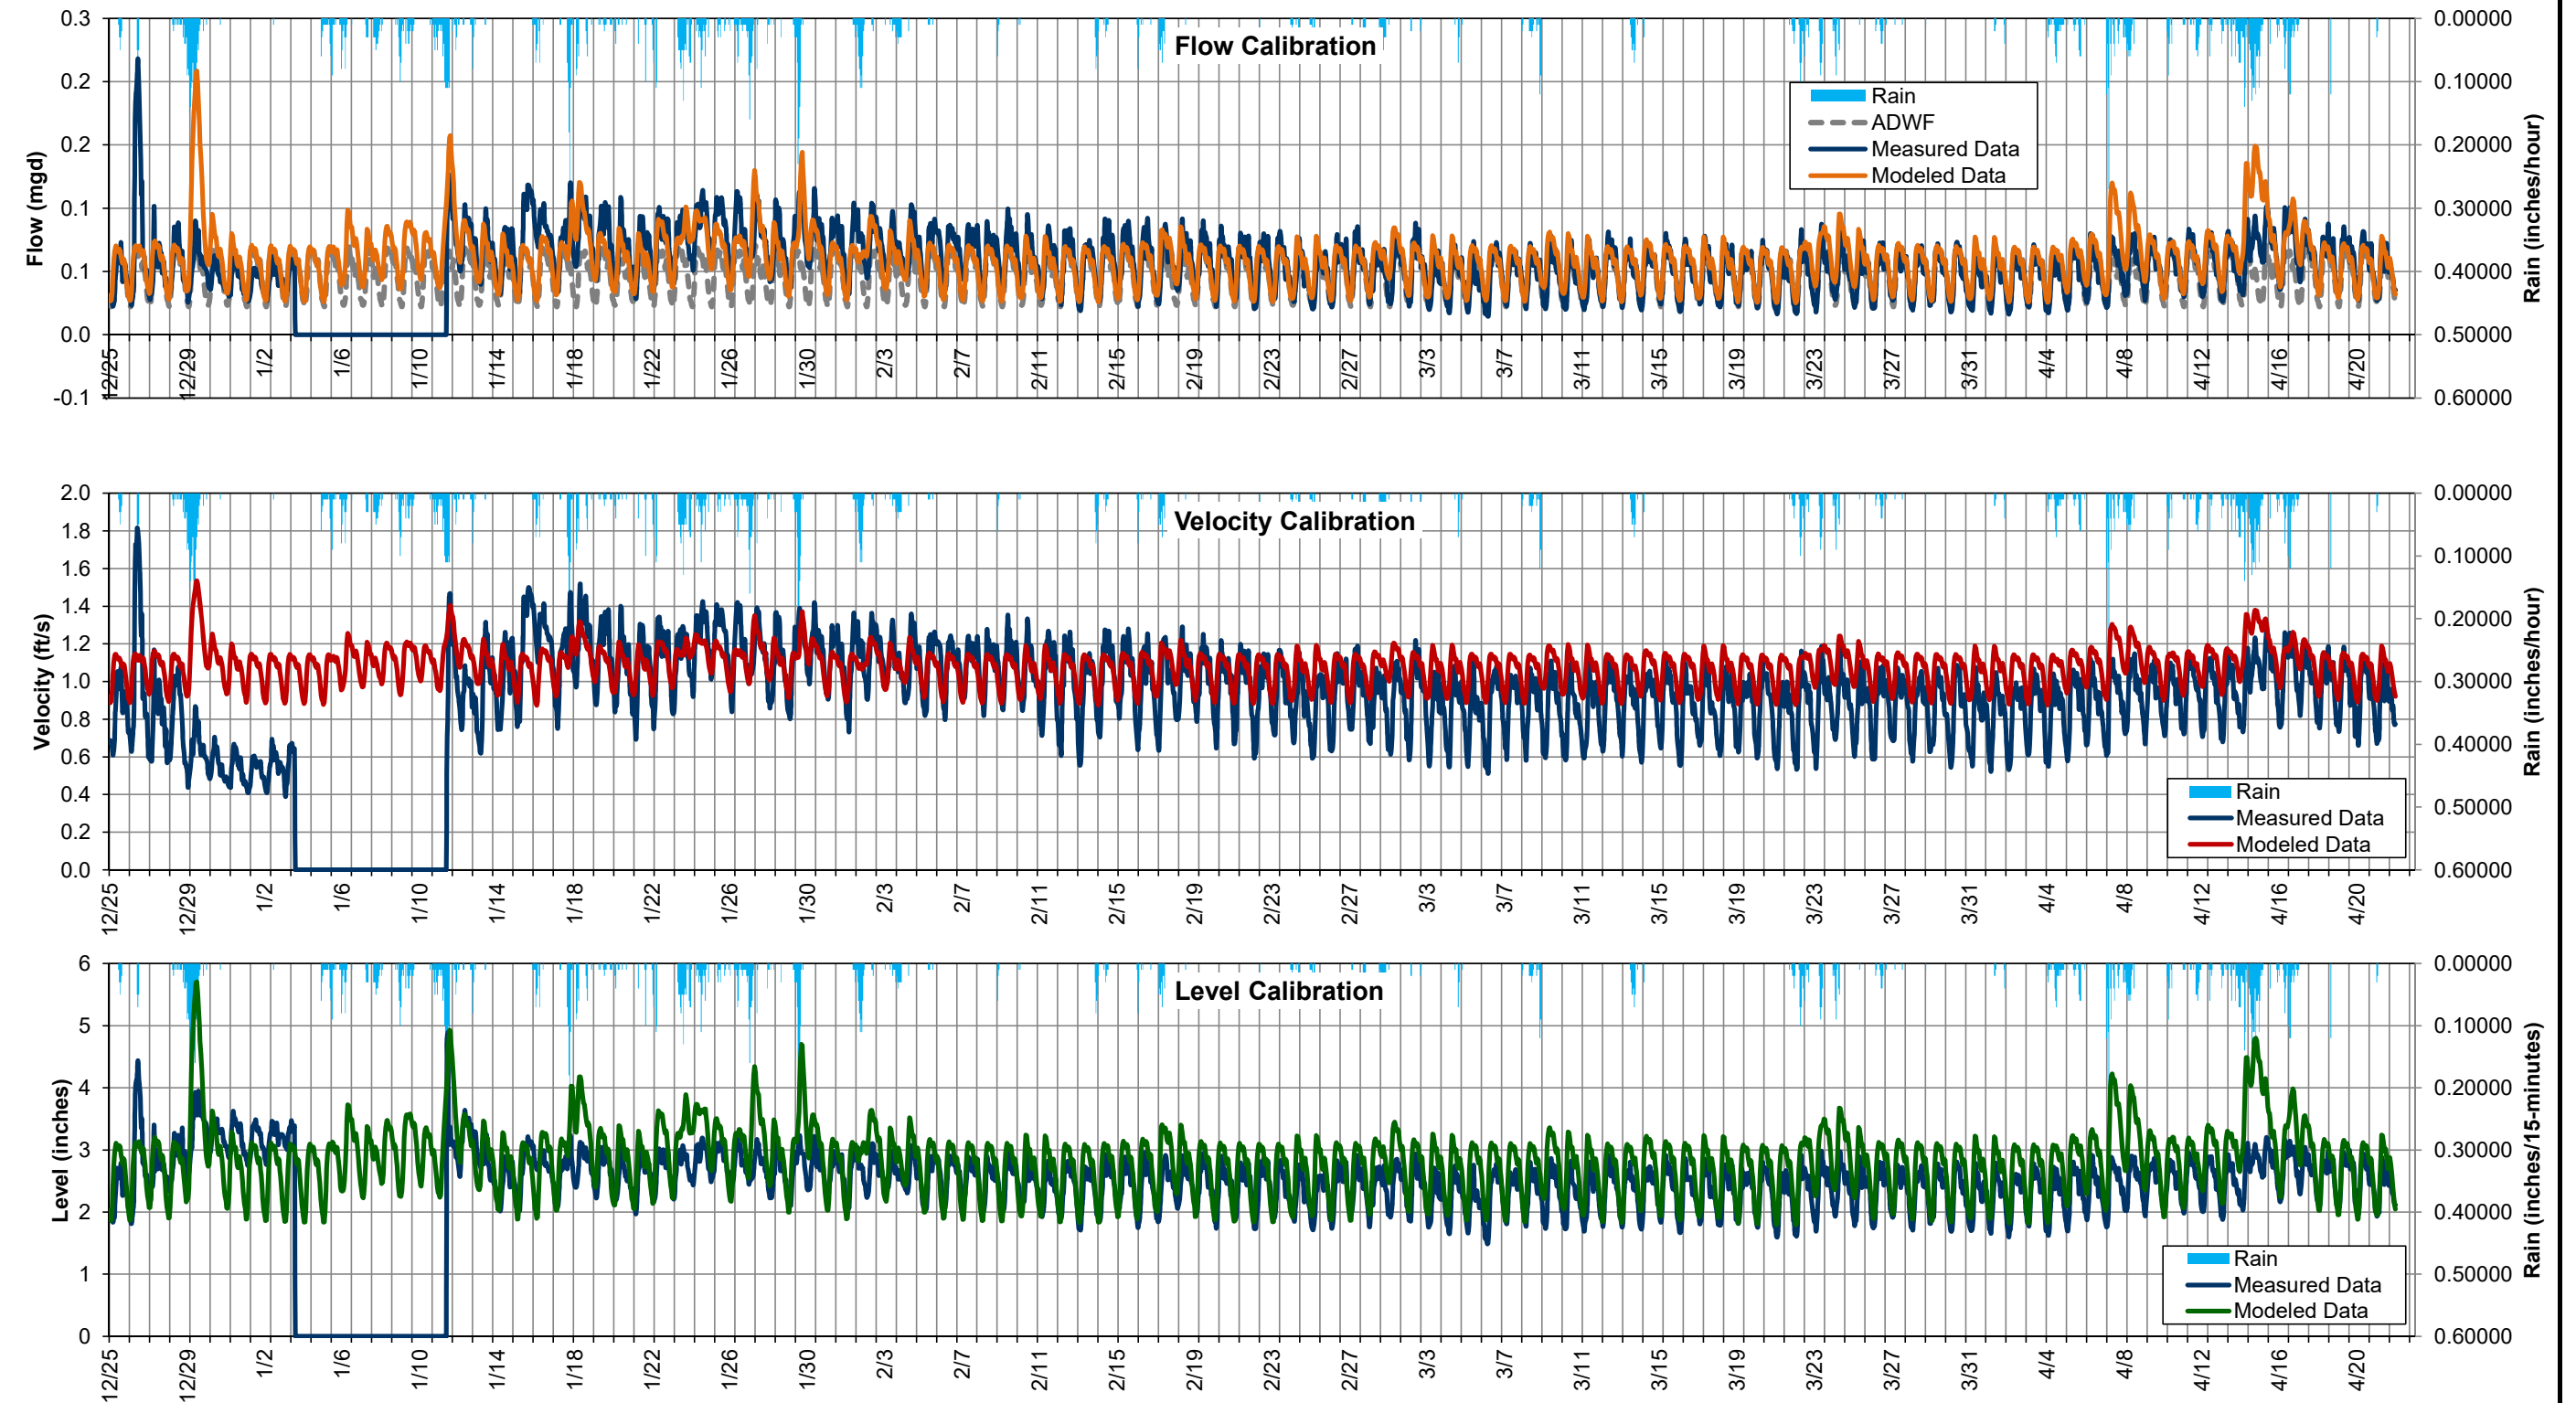 Flow Calibration
Flow (mgd)
0.3
0.2
0.2
0.1
0.1
0.0
-0.1
0.00000
0.10000
0.20000
0.30000
0.40000
0.50000
0.60000
Rain (inches/hour)
Rain
ADWF
Measured Data
Modeled Data
12/25 12/29 1/2 1/6 1/10 1/14 1/18 1/22 1/26 1/30 2/3 2/7 2/11 2/15 2/19 2/23 2/27 3/3 3/7 3/11 3/15 3/19 3/23 3/27 3/31 4/4 4/8 4/12 4/16 4/20
Velocity Calibration
Velocity (ft/s)
2.0
1.8
1.6
1.4
1.2
1.0
0.8
0.6
0.4
0.2
0.0
0.00000
0.10000
0.20000
0.30000
0.40000
0.50000
0.60000
Rain (inches/hour)
Rain
Measured Data
Modeled Data
12/25 12/29 1/2 1/6 1/10 1/14 1/18 1/22 1/26 1/30 2/3 2/7 2/11 2/15 2/19 2/23 2/27 3/3 3/7 3/11 3/15 3/19 3/23 3/27 3/31 4/4 4/8 4/12 4/16 4/20
Level Calibration
Level (inches)
6
5
4
3
2
1
0
0.00000
0.10000
0.20000
0.30000
0.40000
0.50000
0.60000
Rain (inches/15-minutes)
Rain
Measured Data
Modeled Data
12/25 12/29 1/2 1/6 1/10 1/14 1/18 1/22 1/26 1/30 2/3 2/7 2/11 2/15 2/19 2/23 2/27 3/3 3/7 3/11 3/15 3/19 3/23 3/27 3/31 4/4 4/8 4/12 4/16 4/20